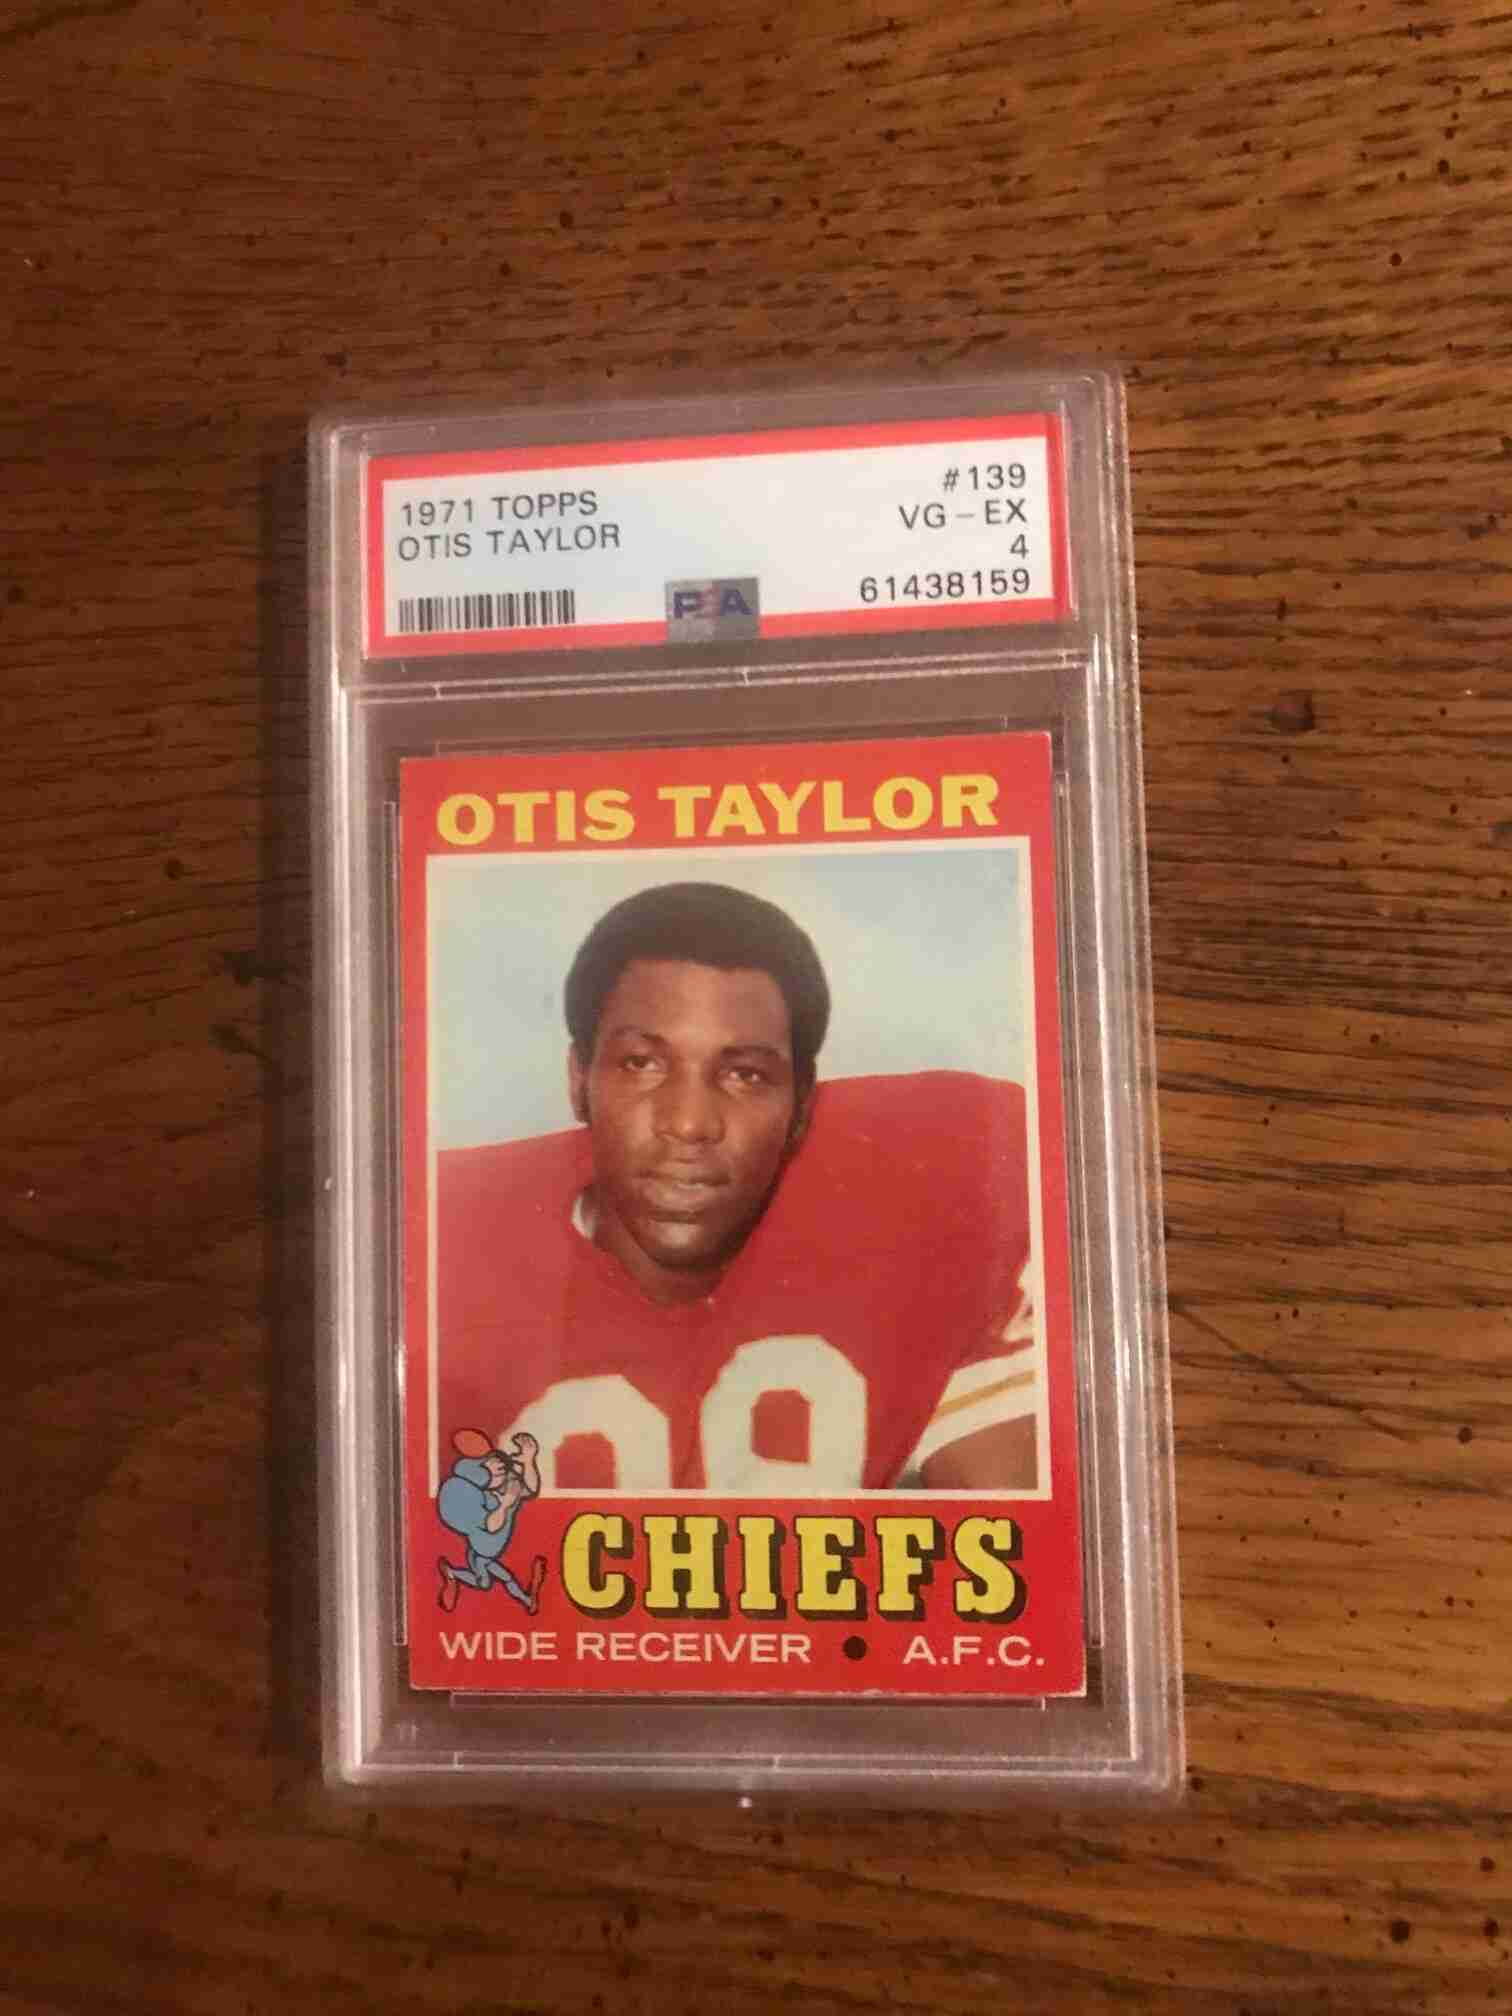 1971 TOPPS
OTIS TAYLOR
#139
VG - EX
4
61438159
PSA
OTIS TAYLOR
CHIEFS
WIDE RECEIVER • A.F.C.